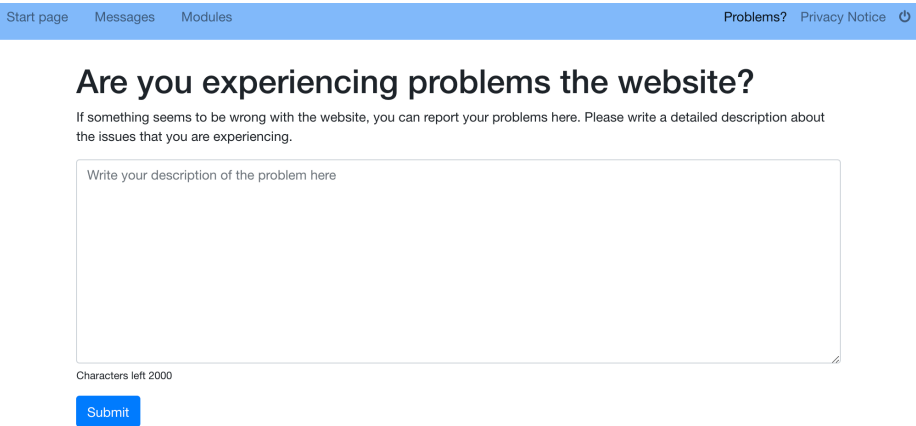 Start page Messages Modules Problems? Privacy Notice
Are you experiencing problems the website?
If something seems to be wrong with the website, you can report your problems here. Please write a detailed description about
the issues that you are experiencing.
Write your description of the problem here
Characters left 2000
Submit